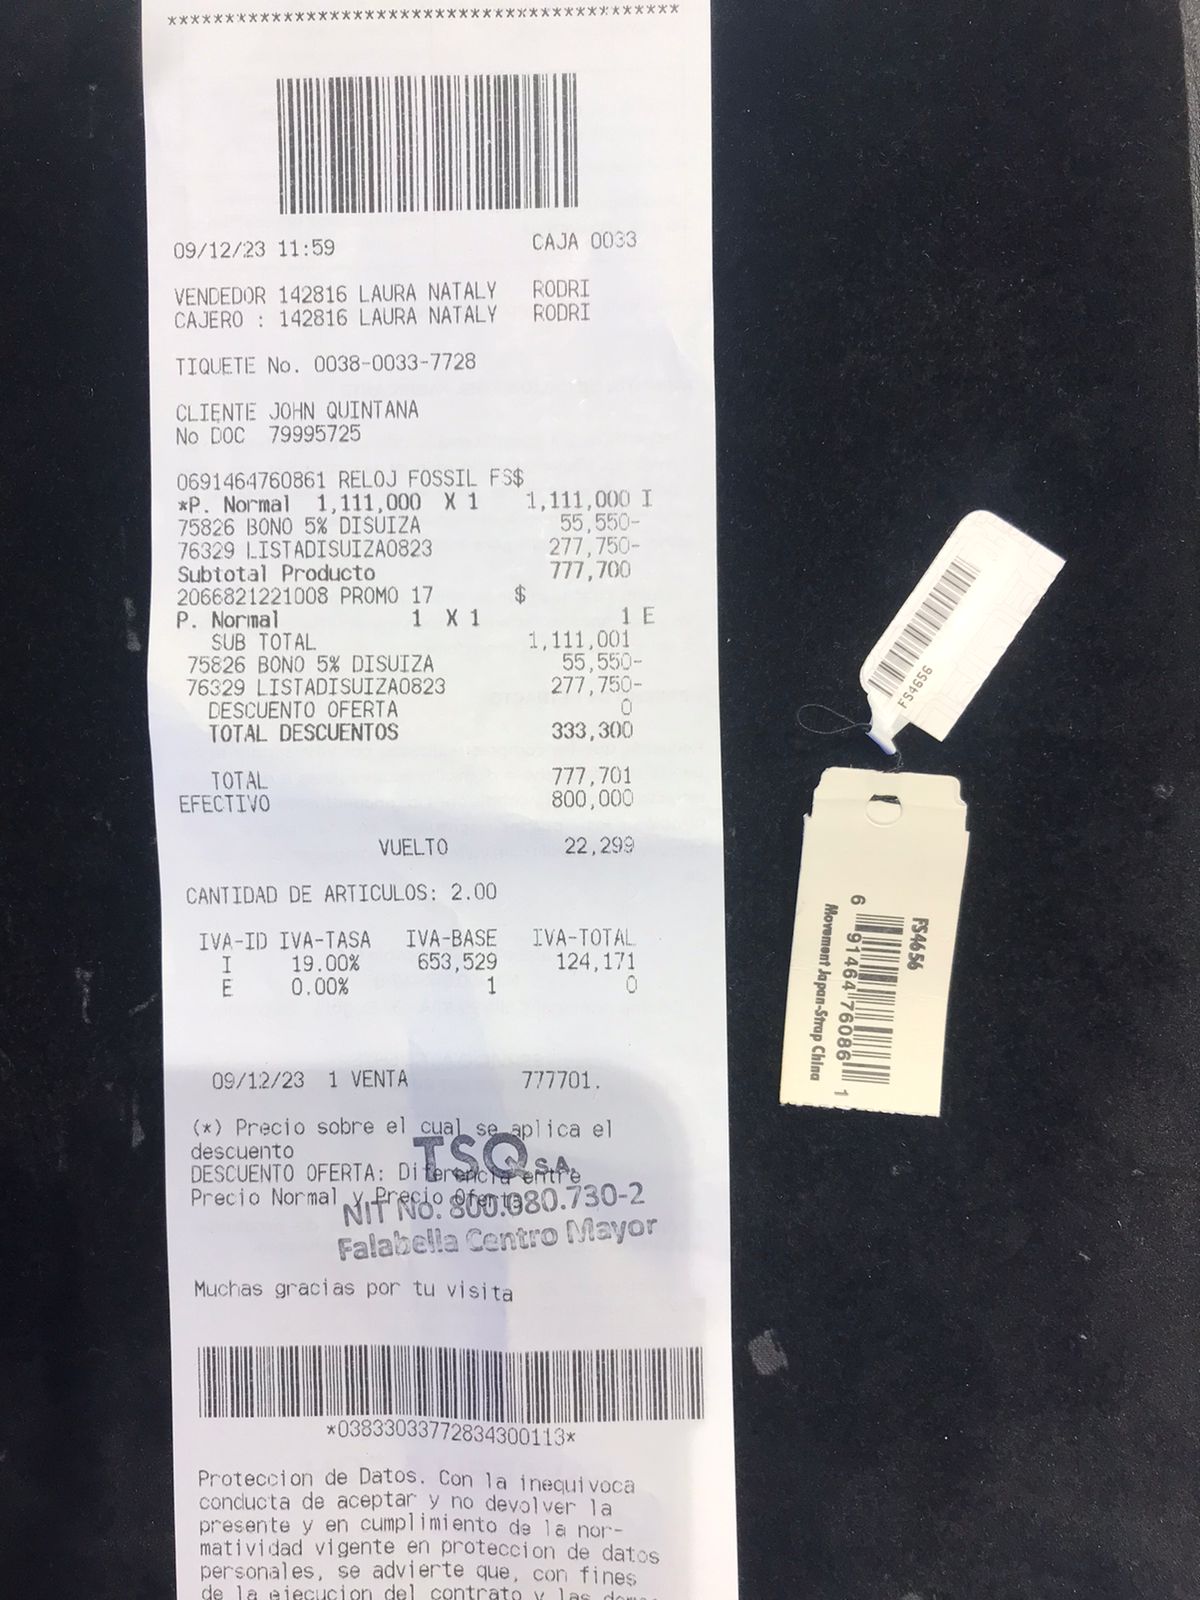 ******************************************
09/12/23 11:59 CAJA 0033
VENDEDOR 142816 LAURA NATALY RODRI
CAJERO : 142816 LAURA NATALY RODRI
TIQUETE No. 0038-0033-7728
CLIENTE JOHN QUINTANA
No DOC 79995725
0691464760861 RELOJ FOSSIL FS$
*P. Normal 1,111,000 X 1 1,111,000 I
75826 BONO 5% DISUIZA 55,550-
76329 LISTADISUIZA0823 277,750-
Subtotal Producto 777,700
2066821221008 PROMO 17 $
P. Normal 1 X 1 1 E
SUB TOTAL 1,111,001
75826 BONO 5% DISUIZA 55,550-
76329 LISTADISUIZA0823 277,750-
DESCUENTO OFERTA 0
TOTAL DESCUENTOS 333,300
TOTAL 777,701
EFECTIVO 800,000
VUELTO 22,299
CANTIDAD DE ARTICULOS: 2.00
IVA-ID IVA-TASA IVA-BASE IVA-TOTAL
I 19.00% 653,529 124,171
E 0.00% 1 0
09/12/23 1 VENTA 777701.
(*) Precio sobre el cual se aplica el
descuento
DESCUENTO OFERTA: Diferencia entre
Precio Normal y Precio Oferta
TSQ S.A.
NIT No. 800.080.730-2
Falabella Centro Mayor
Muchas gracias por tu visita
*03833033772834300113*
Proteccion de Datos. Con la inequivoca
conducta de aceptar y no devolver la
presente y en cumplimiento de la nor-
matividad vigente en proteccion de datos
personales, se advierte que, con fines
de la ejecucion del contrato y las
FS4656
FS4656
6 91464 76086 1
Movement Japan-Strap China